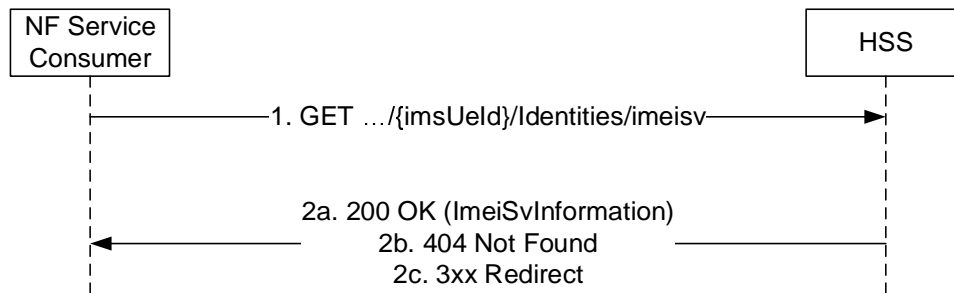 NF Service
Consumer
HSS
1. GET …/{imsUeId}/Identities/imeisv
2a. 200 OK (ImeiSvInformation)
2b. 404 Not Found
2c. 3xx Redirect